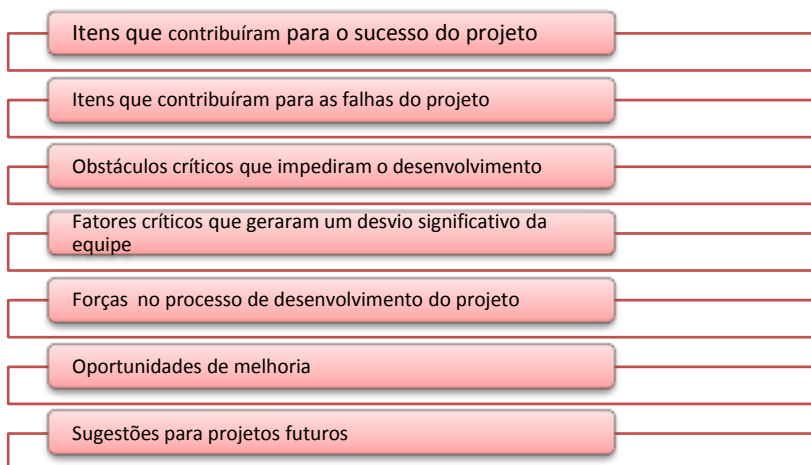 Itens que contribuíram para o sucesso do projeto
Itens que contribuíram para as falhas do projeto
Obstáculos críticos que impediram o desenvolvimento
Fatores críticos que geraram um desvio significativo da
equipe
Forças no processo de desenvolvimento do projeto
Oportunidades de melhoria
Sugestões para projetos futuros